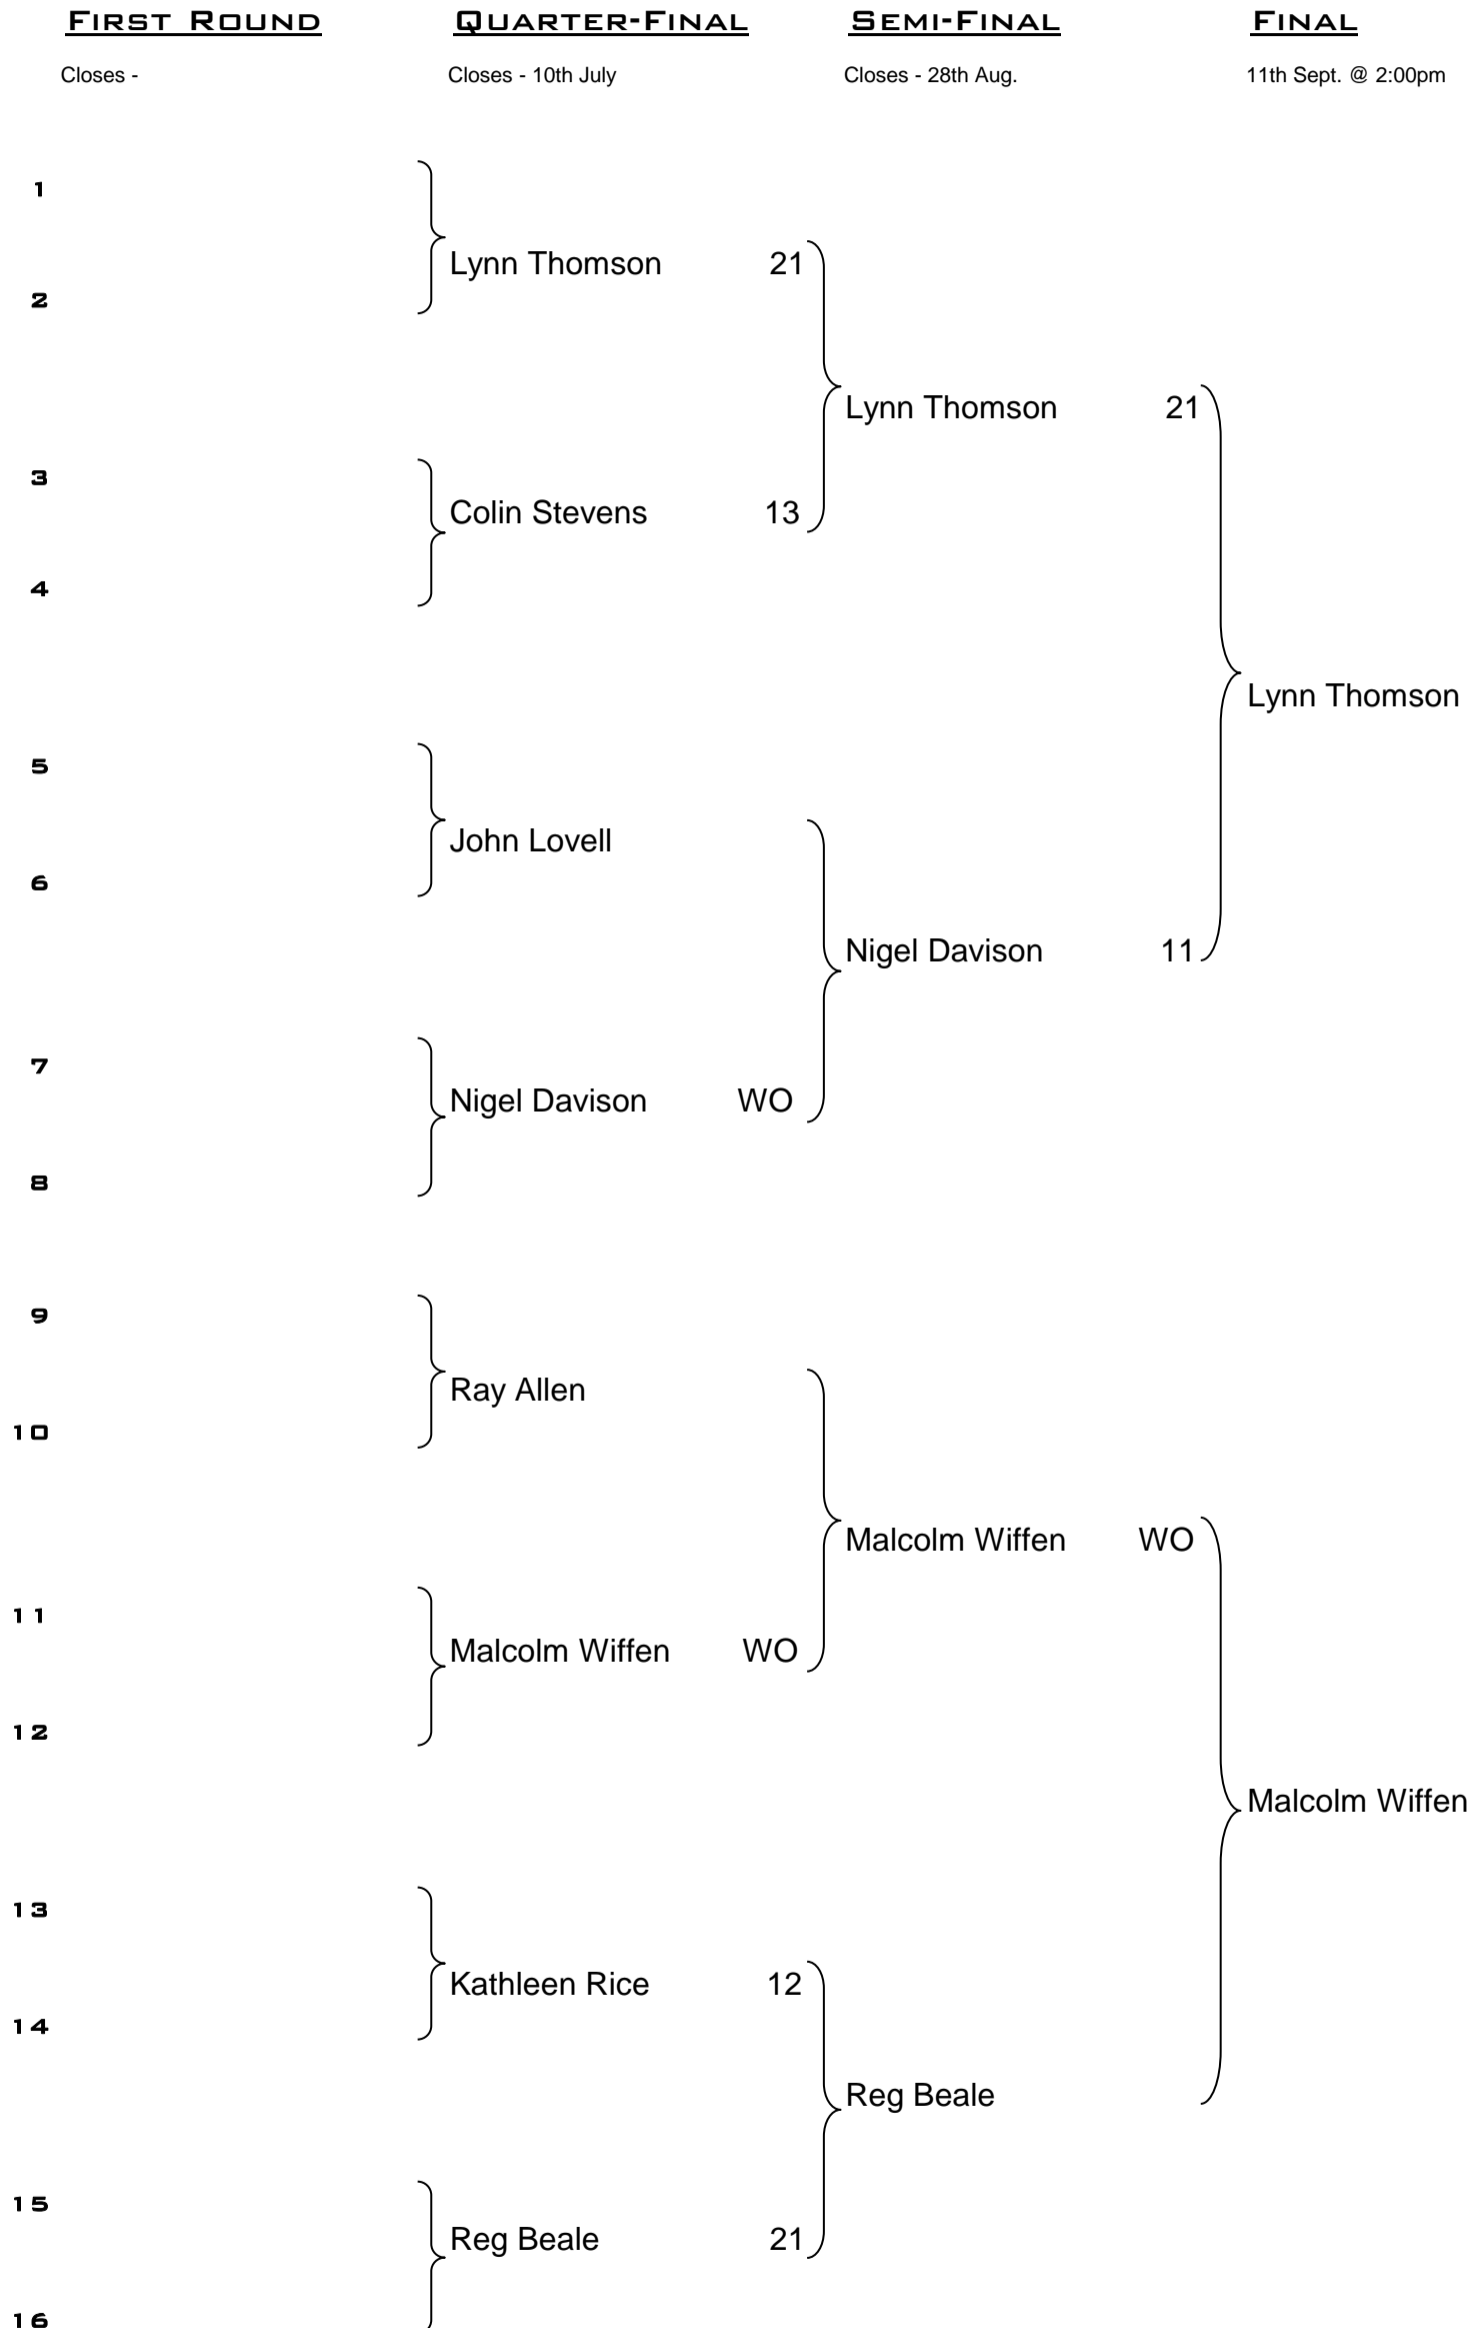 First Round Quarter-Final Semi-Final Final
Closes - Closes - 10th July Closes - 28th Aug. 11th Sept. @ 2:00pm
1
Lynn Thomson 21
2
Lynn Thomson 21
3
Colin Stevens 13
4
Lynn Thomson
5
John Lovell
6
Nigel Davison 11
7
Nigel Davison WO
8
9
Ray Allen
10
Malcolm Wiffen WO
11
Malcolm Wiffen WO
12
Malcolm Wiffen
13
Kathleen Rice 12
14
Reg Beale
15
Reg Beale 21
16